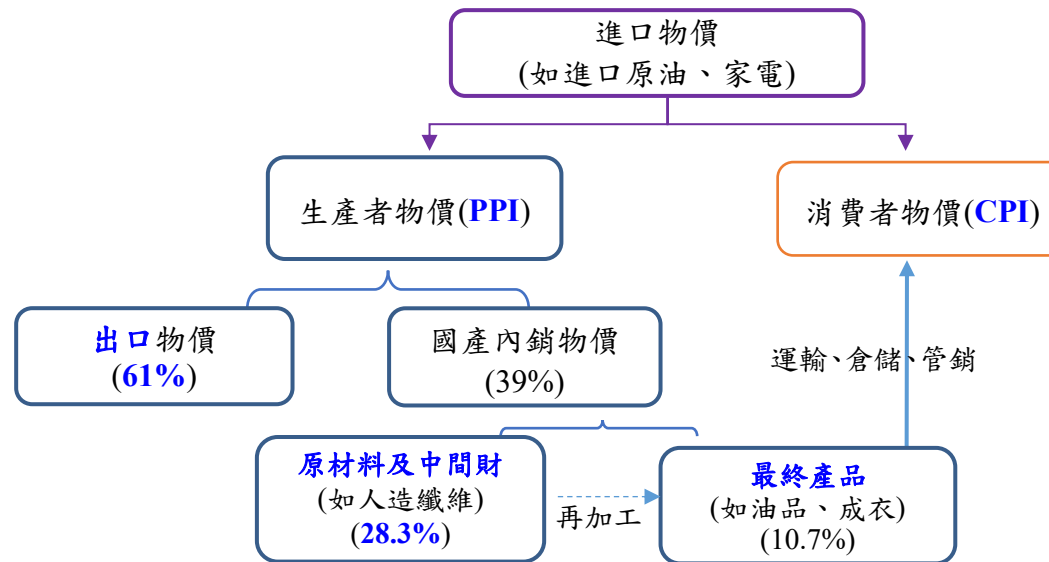 進口物價
(如進口原油、家電)
生產者物價(PPI)
消費者物價(CPI)
出口物價
(61%)
國產內銷物價
(39%)
運輸、倉儲、管銷
原材料及中間財
(如人造纖維)
(28.3%)
再加工
最終產品
(如油品、成衣)
(10.7%)